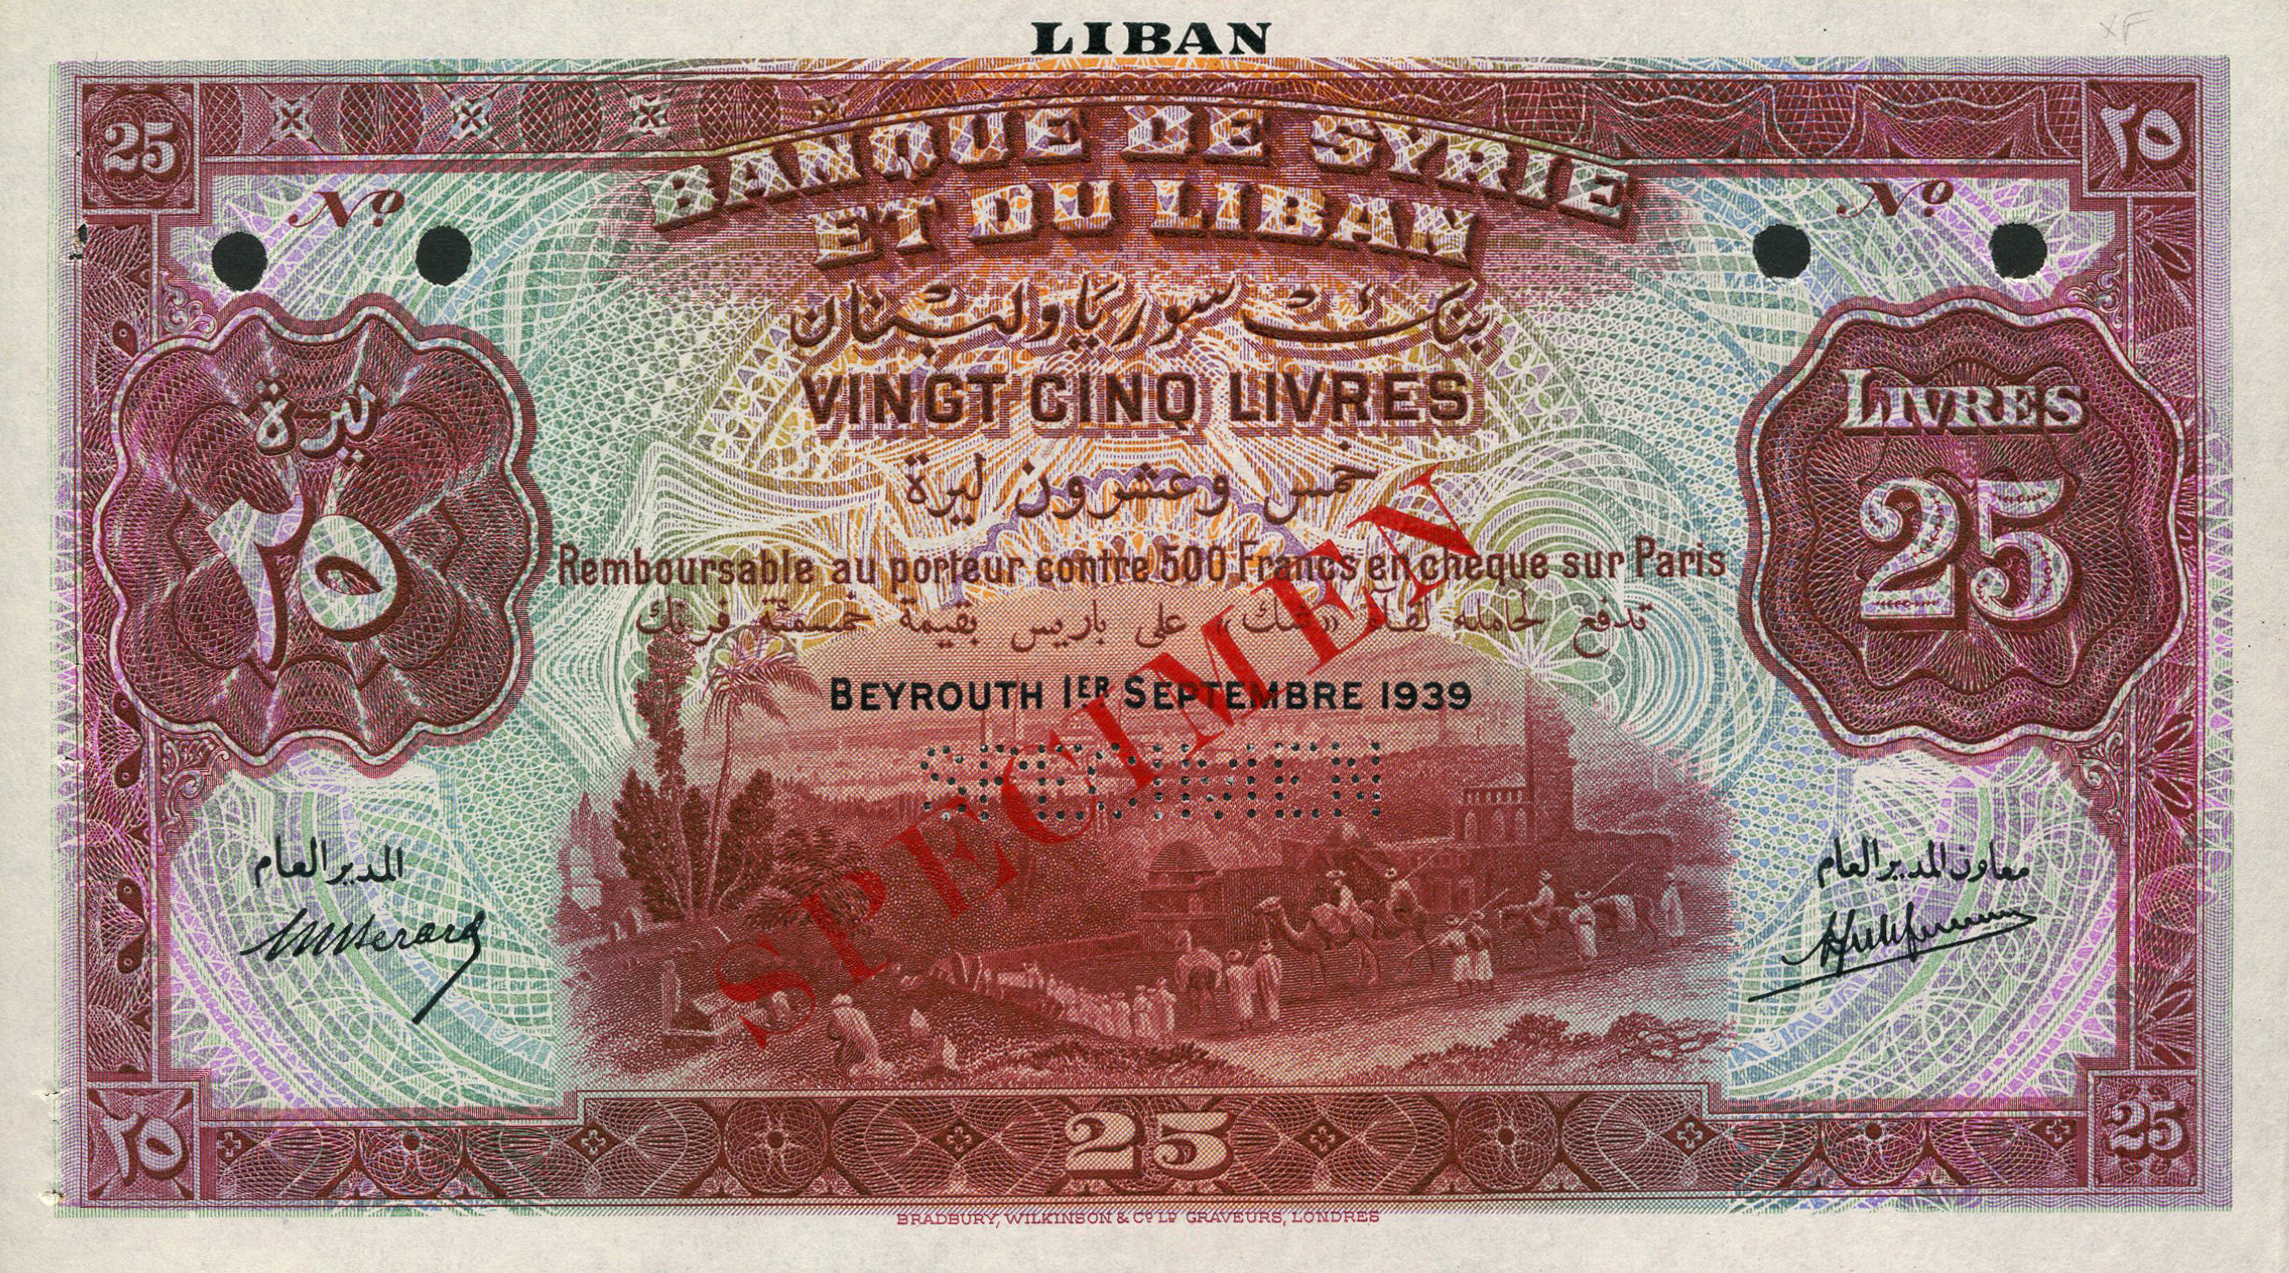 XF
LIBAN
25
٢٥
BANQUE DE SYRIE
ET DU LIBAN
Nº
Nº
بنك سوريا ولبنان
VINGT CINQ LIVRES
ليرة
٢٥
LIVRES
25
خمس وعشرون ليرة
Remboursable au porteur contre 500 Francs en cheque sur Paris
تدفع لحامله لقآء «شك» على باريس بقيمة خمسمئة فرنك
BEYROUTH 1ER SEPTEMBRE 1939
SPECIMEN
SPECIMEN
المدير العام
معاون المدير العام
٢٥
25
25
BRADBURY, WILKINSON & Cº Lᴰ GRAVEURS, LONDRES